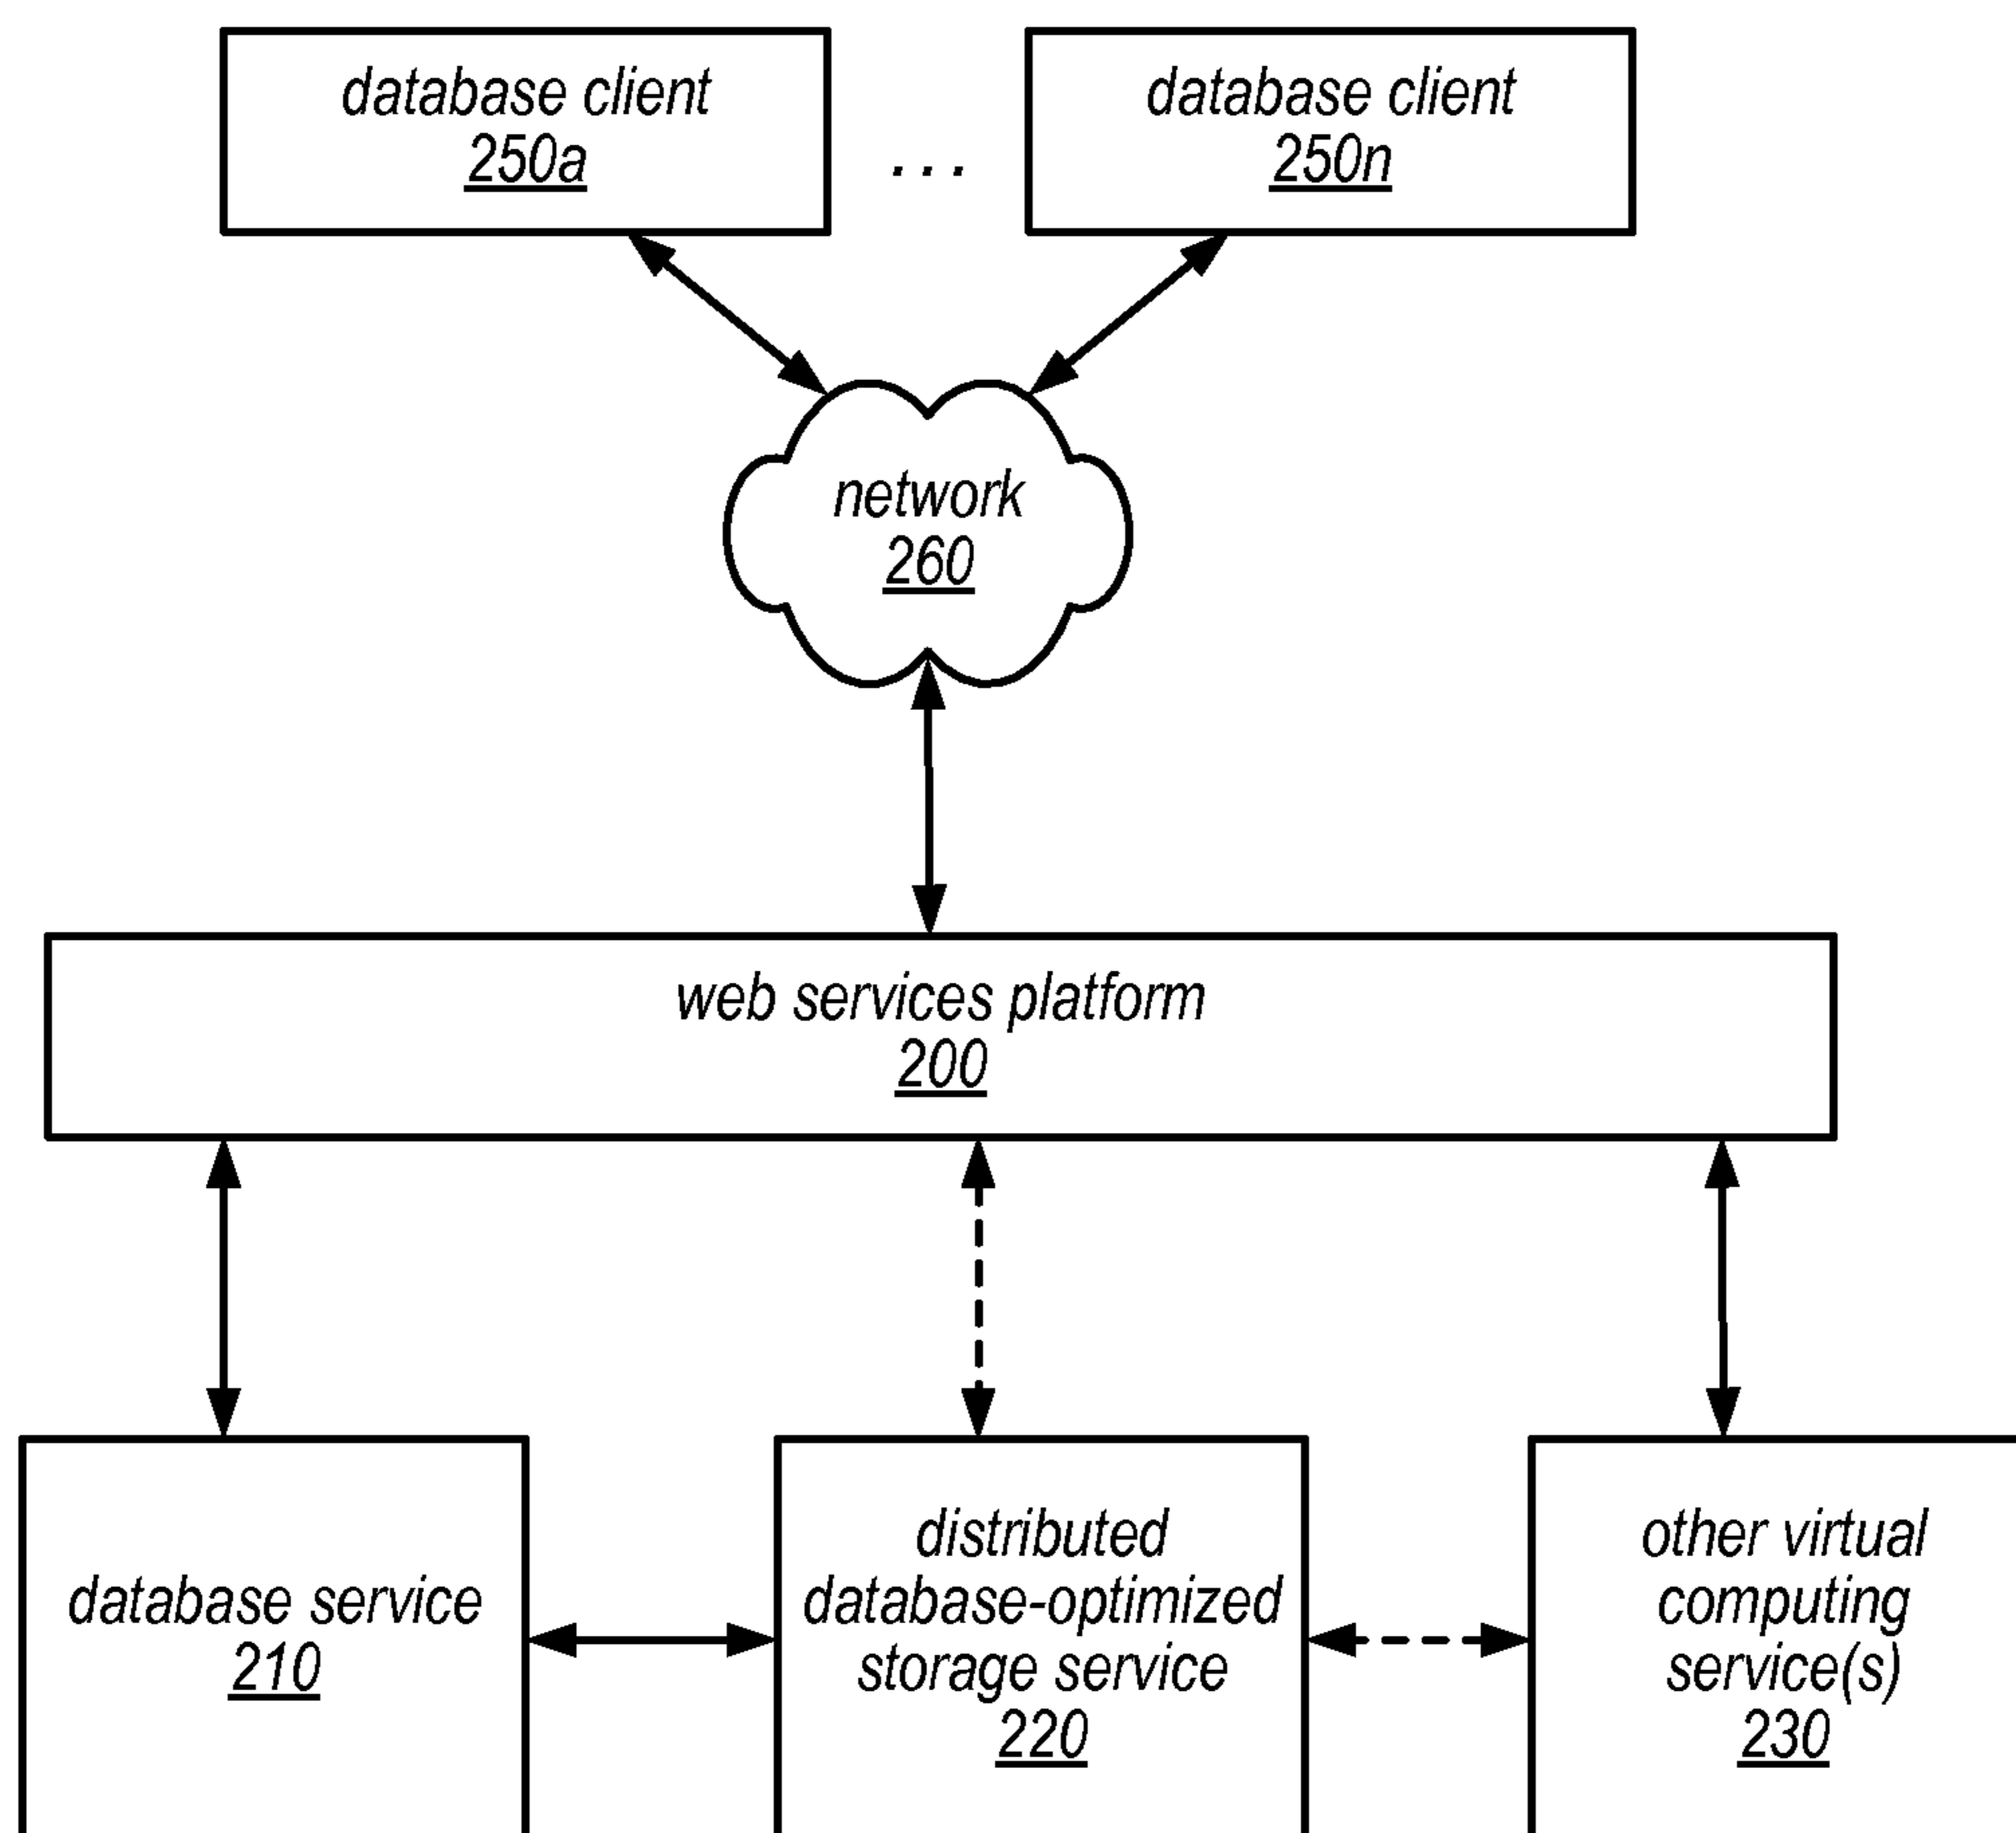 database client
250a
...
database client
250n
network
260
web services platform
200
database service
210
distributed
database-optimized
storage service
220
other virtual
computing
service(s)
230